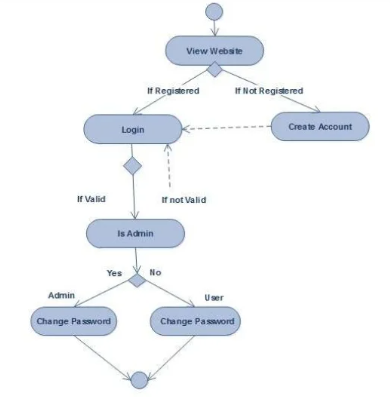 View Website
If Registered
If Not Registered
Login
Create Account
If Valid
If not Valid
Is Admin
Yes
No
Admin
User
Change Password
Change Password